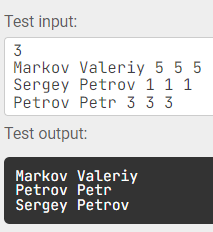 Test input:
3
Markov Valeriy 5 5 5
Sergey Petrov 1 1 1
Petrov Petr 3 3 3
Test output:
Markov Valeriy
Petrov Petr
Sergey Petrov